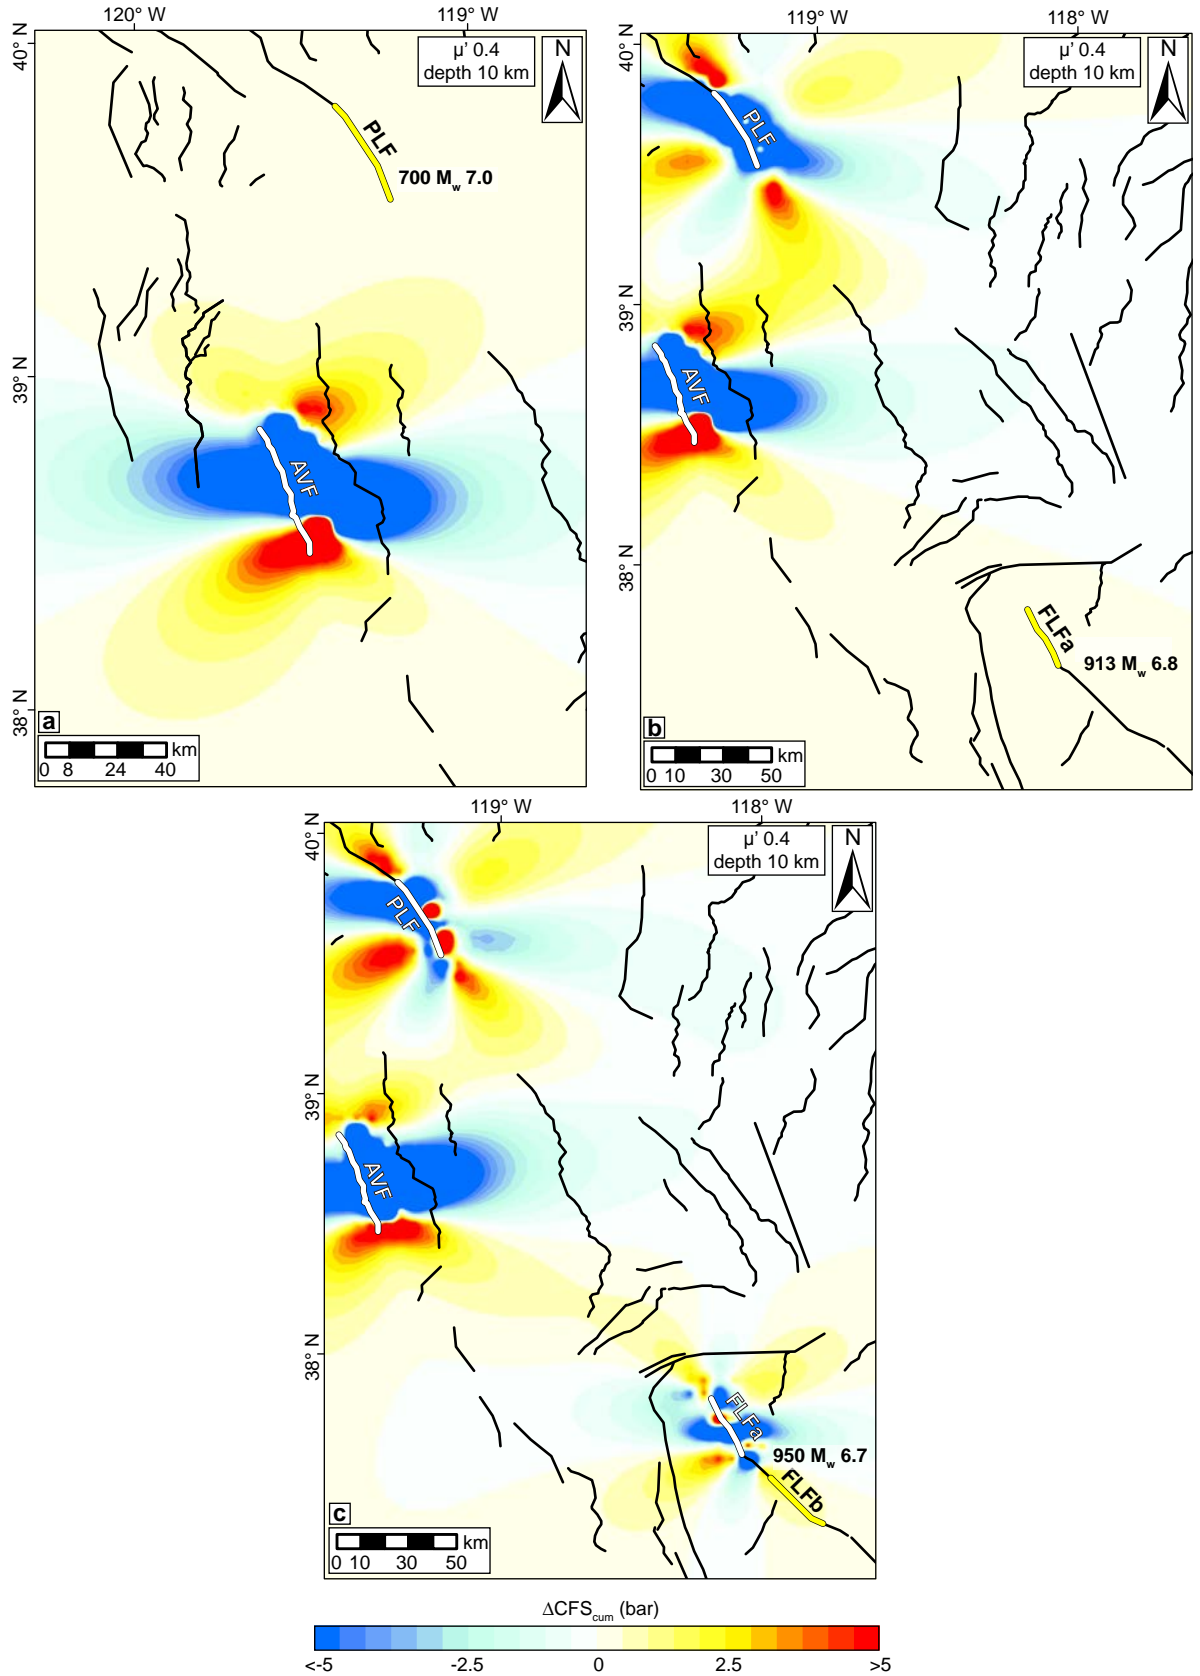 120° W
119° W
40° N
39° N
38° N
μ' 0.4
depth 10 km
N
PLF
700 Mw 7.0
AVF
a
km
0 8 24 40
119° W
118° W
40° N
39° N
38° N
μ' 0.4
depth 10 km
N
PLF
AVF
FLFa
913 Mw 6.8
b
km
0 10 30 50
119° W
118° W
40° N
39° N
38° N
μ' 0.4
depth 10 km
N
PLF
AVF
FLFa
950 Mw 6.7
FLFb
c
km
0 10 30 50
ΔCFScum (bar)
<-5 -2.5 0 2.5 >5